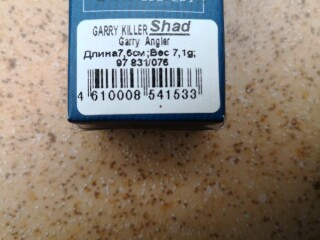 GARRY KILLER Shad
Garry Angler
Длина7,6см;Вес 7,1g;
97 831/076
4 610008 541533